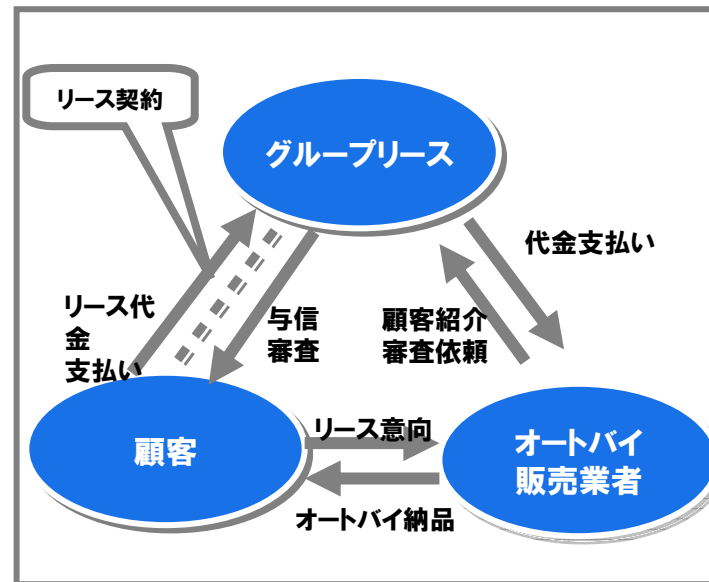 リース契約
グループリース
代金支払い
リース代
金
支払い
与信
審査
顧客紹介
審査依頼
リース意向
顧客
オートバイ
販売業者
オートバイ納品